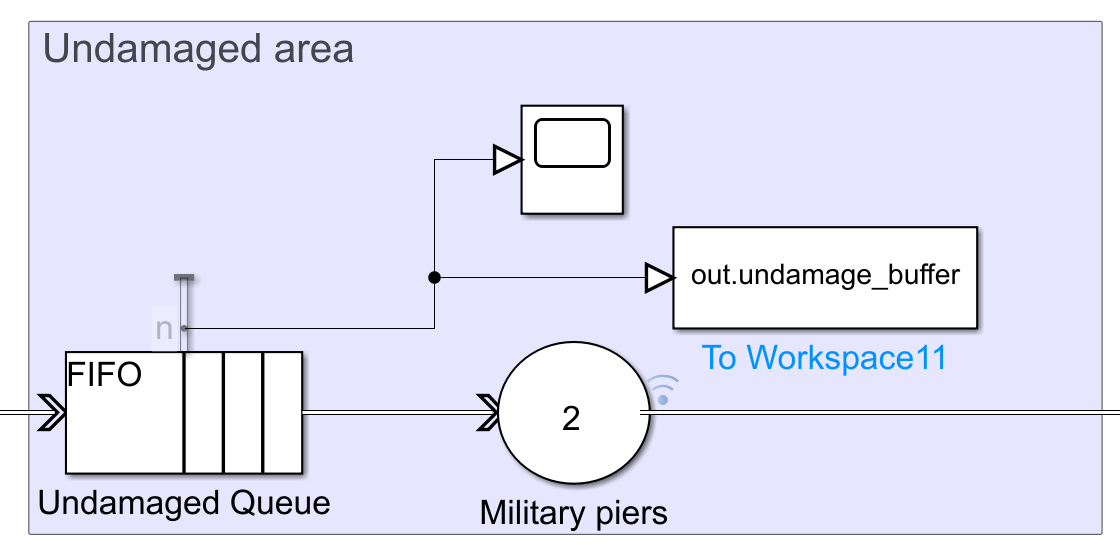 Undamaged area
out.undamage_buffer
To Workspace11
n
FIFO
2
Undamaged Queue
Military piers